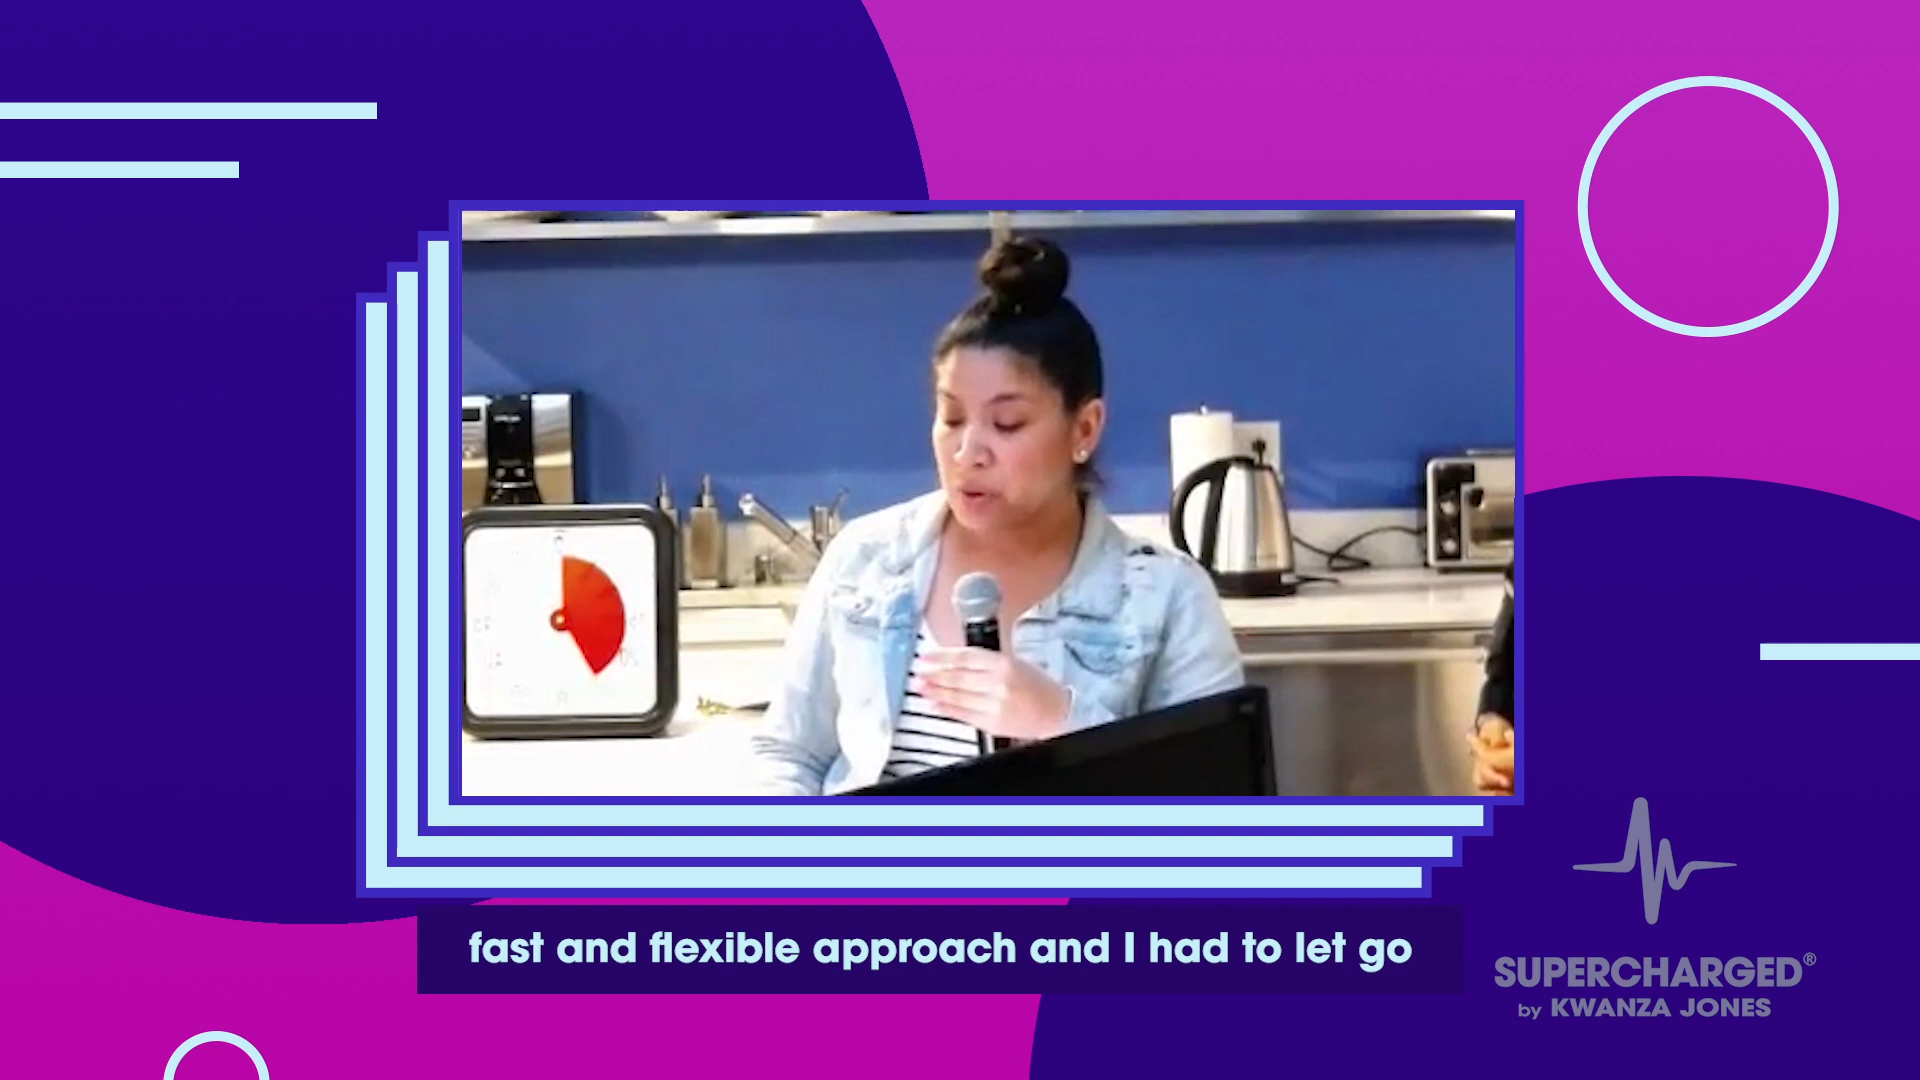 fast and flexible approach and I had to let go
SUPERCHARGED®
by KWANZA JONES